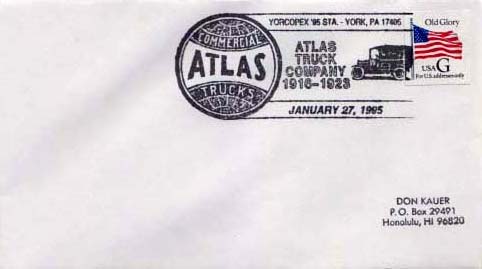 YORCOPEX '95 STA. - YORK, PA 17405
COMMERCIAL
ATLAS
TRUCKS
ATLAS
TRUCK
COMPANY
1916-1923
JANUARY 27, 1995
Old Glory
USA G
For U.S. addresses only
DON KAUER
P.O. Box 29491
Honolulu, HI 96820